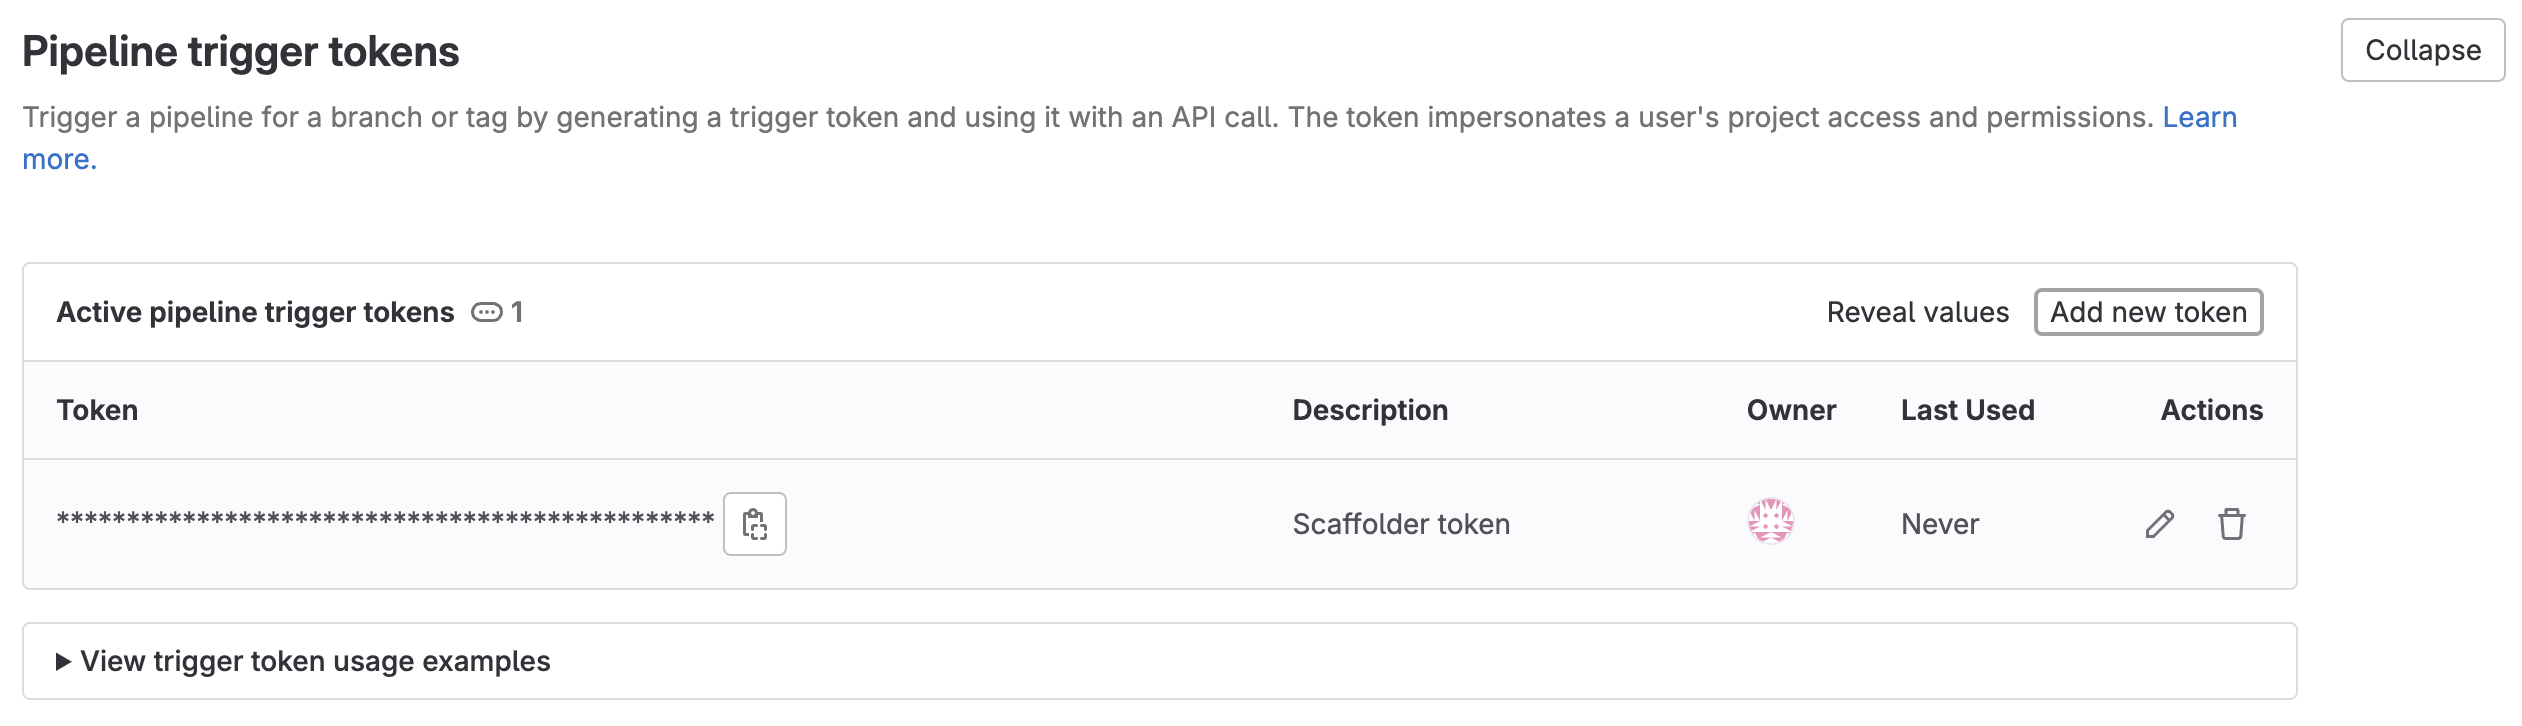 Pipeline trigger tokens
Collapse
Trigger a pipeline for a branch or tag by generating a trigger token and using it with an API call. The token impersonates a user's project access and permissions. Learn
more.
Active pipeline trigger tokens 1
Reveal values
Add new token
Token Description Owner Last Used Actions
*********************************************** Scaffolder token Never
View trigger token usage examples